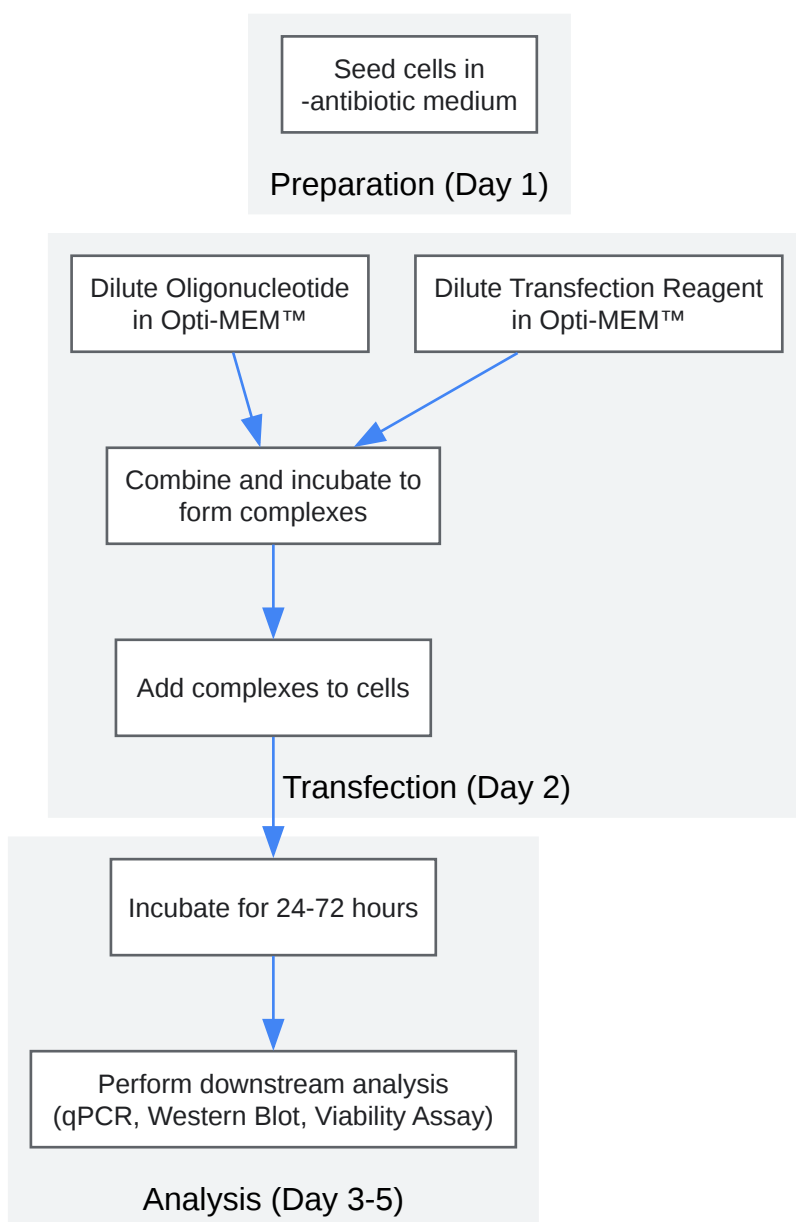 Seed cells in
-antibiotic medium
Preparation (Day 1)
Dilute Oligonucleotide
in Opti-MEM™
Dilute Transfection Reagent
in Opti-MEM™
Combine and incubate to
form complexes
Add complexes to cells
Transfection (Day 2)
Incubate for 24-72 hours
Perform downstream analysis
(qPCR, Western Blot, Viability Assay)
Analysis (Day 3-5)